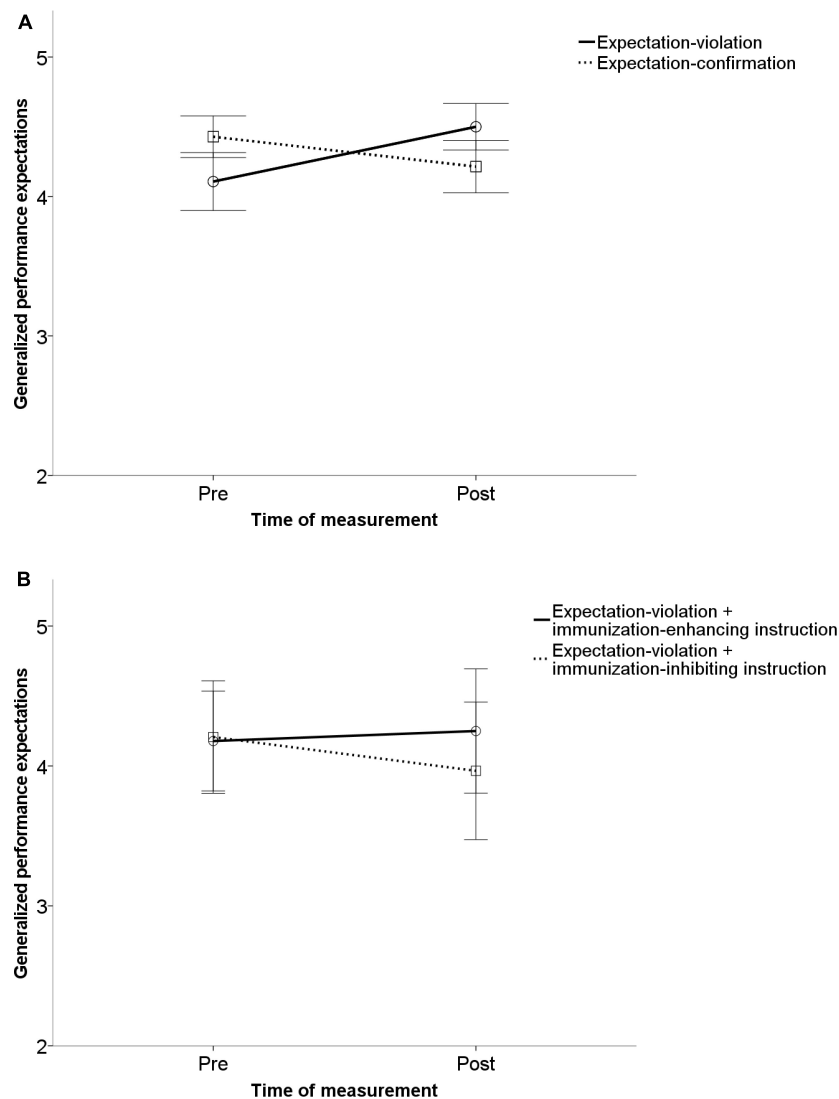 A
Expectation-violation
Expectation-confirmation
Generalized performance expectations
5
4
3
2
Pre
Post
Time of measurement
B
Expectation-violation +
immunization-enhancing instruction
Expectation-violation +
immunization-inhibiting instruction
Generalized performance expectations
5
4
3
2
Pre
Post
Time of measurement